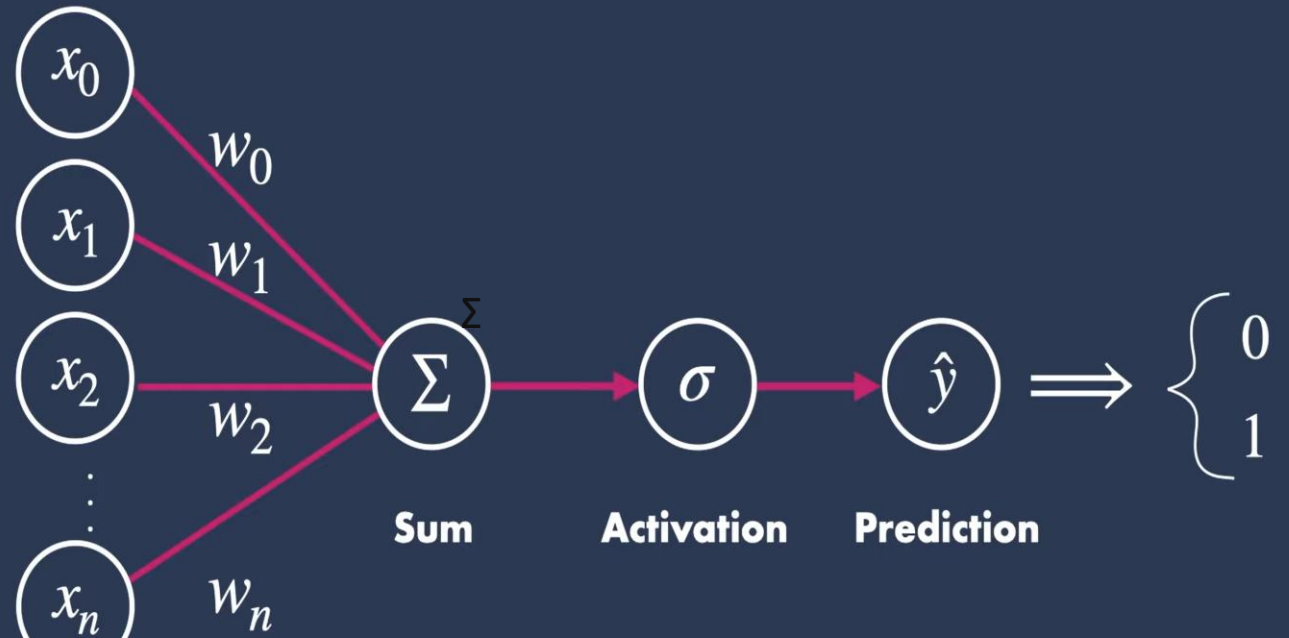 x₀
w₀
x₁
w₁
Σ
x₂
w₂
Σ
σ
ŷ
0
1
Sum
Activation
Prediction
xₙ
wₙ